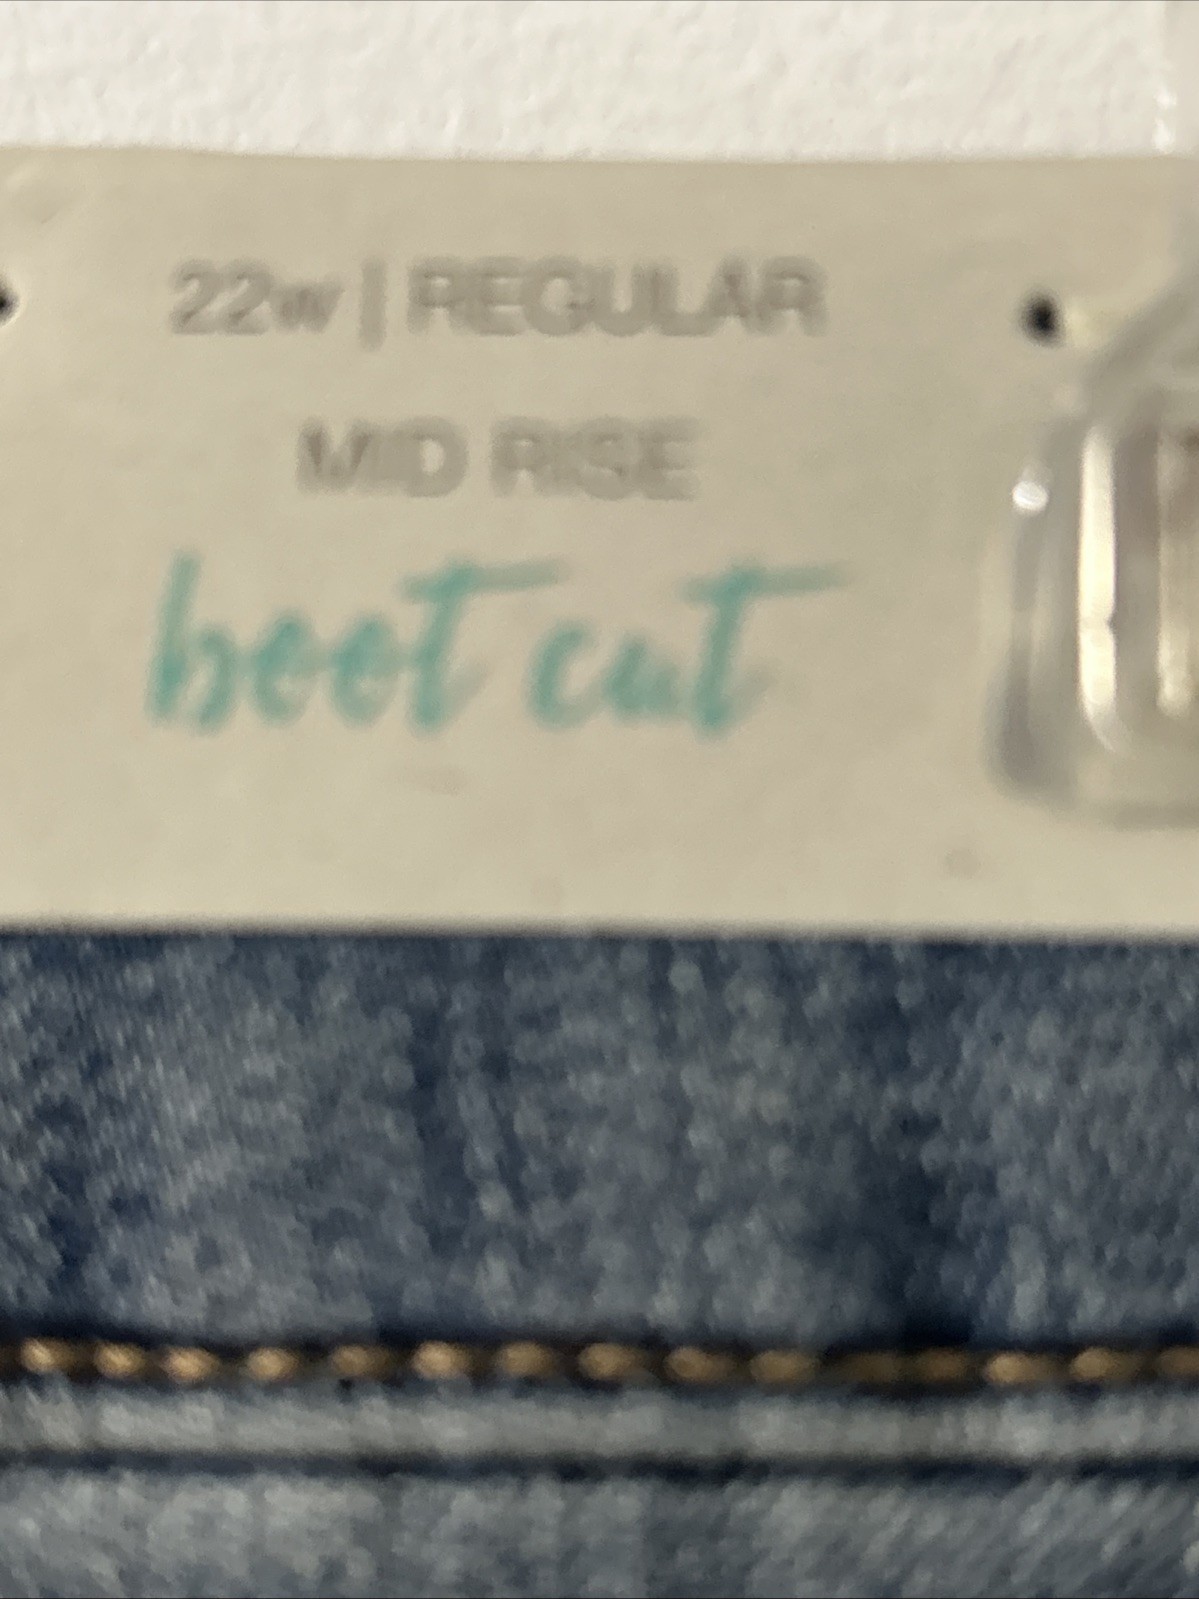 22w | REGULAR
MID RISE
boot cut